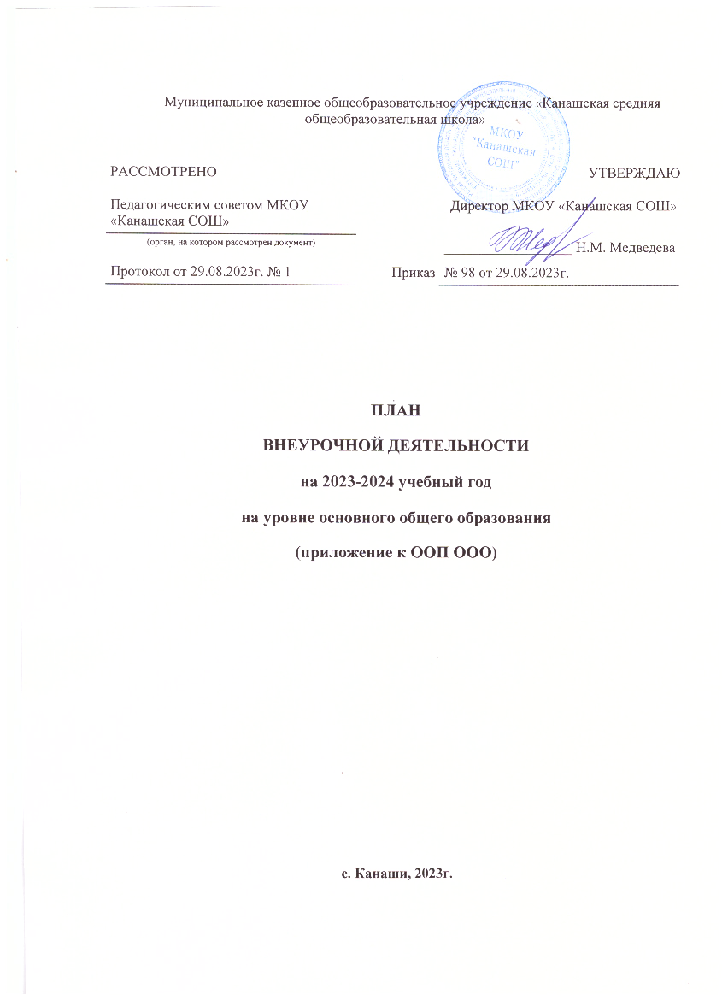 Муниципальное казенное общеобразовательное учреждение «Канашская средняя
общеобразовательная школа»
МКОУ
"Канашская
СОШ"
РАССМОТРЕНО
УТВЕРЖДАЮ
Педагогическим советом МКОУ
«Канашская СОШ»
(орган, на котором рассмотрен документ)
Протокол от 29.08.2023г. № 1
Директор МКОУ «Канашская СОШ»
Н.М. Медведева
Приказ № 98 от 29.08.2023г.
ПЛАН
ВНЕУРОЧНОЙ ДЕЯТЕЛЬНОСТИ
на 2023-2024 учебный год
на уровне основного общего образования
(приложение к ООП ООО)
с. Канаши, 2023г.